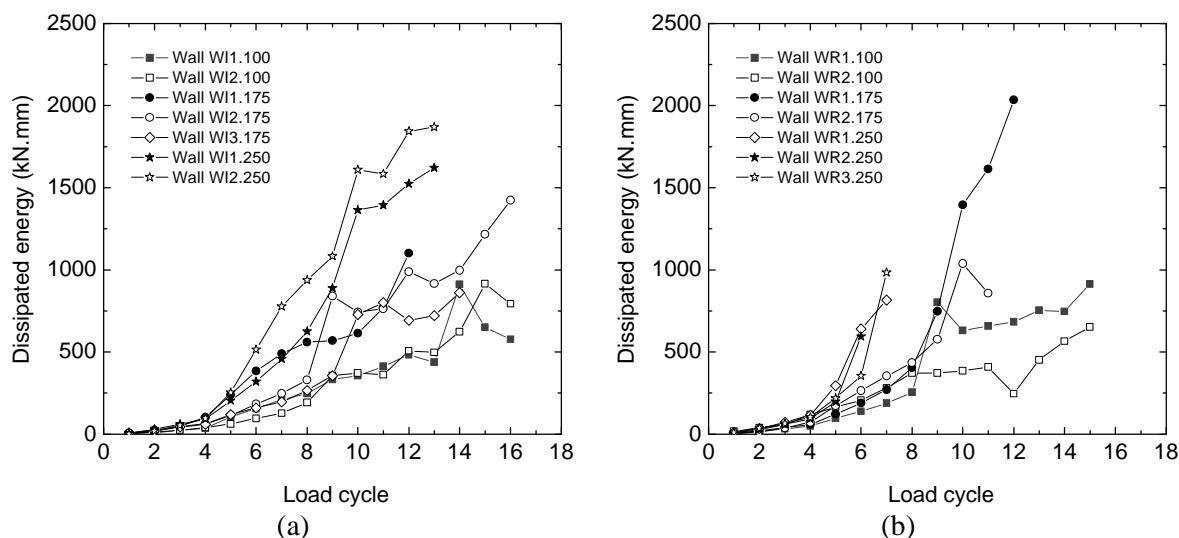 2500
2000
1500
1000
500
0
Dissipated energy (kN.mm)
Wall WI1.100
Wall WI2.100
Wall WI1.175
Wall WI2.175
Wall WI3.175
Wall WI1.250
Wall WI2.250
0 2 4 6 8 10 12 14 16 18
Load cycle
(a)
2500
2000
1500
1000
500
0
Dissipated energy (kN.mm)
Wall WR1.100
Wall WR2.100
Wall WR1.175
Wall WR2.175
Wall WR1.250
Wall WR2.250
Wall WR3.250
0 2 4 6 8 10 12 14 16 18
Load cycle
(b)